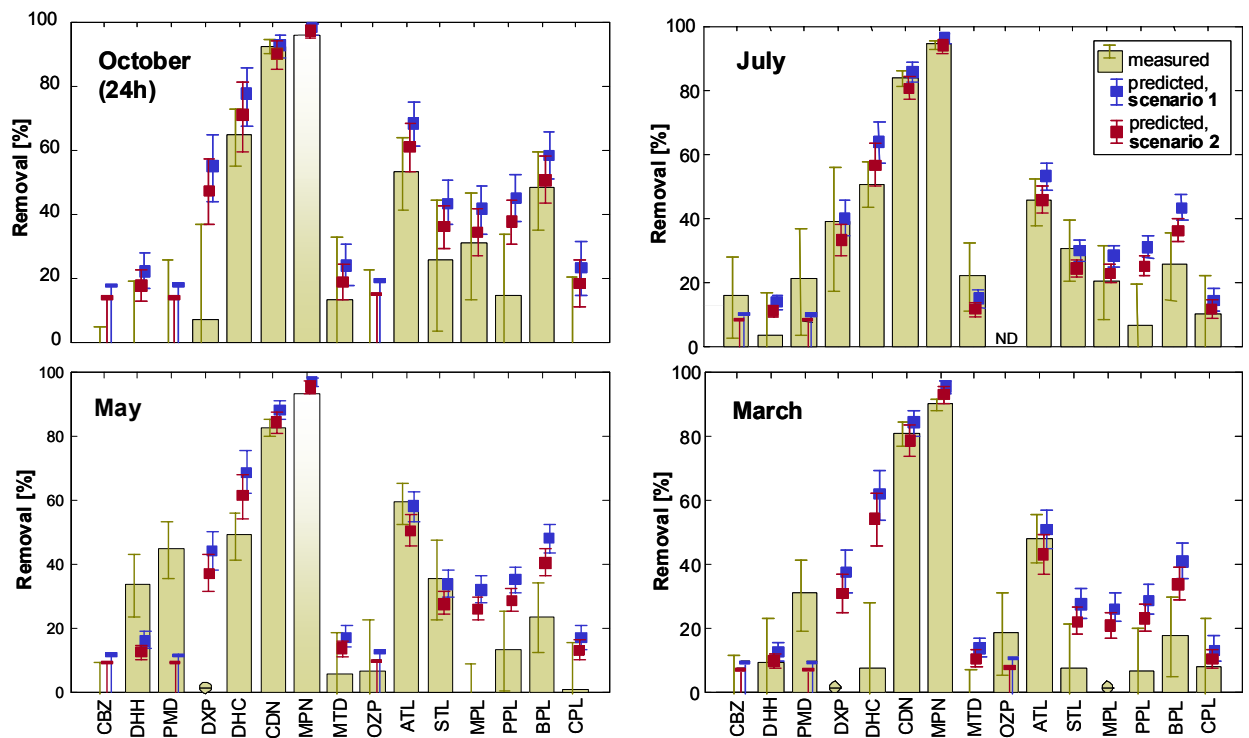 October
(24h)
Removal [%]
100
80
60
40
20
0
July
Removal [%]
100
80
60
40
20
0
measured
predicted,
scenario 1
predicted,
scenario 2
ND
May
Removal [%]
100
80
60
40
20
0
CBZ
DHH
PMD
DXP
DHC
CDN
MPN
MTD
OZP
ATL
STL
MPL
PPL
BPL
CPL
March
Removal [%]
100
80
60
40
20
0
CBZ
DHH
PMD
DXP
DHC
CDN
MPN
MTD
OZP
ATL
STL
MPL
PPL
BPL
CPL